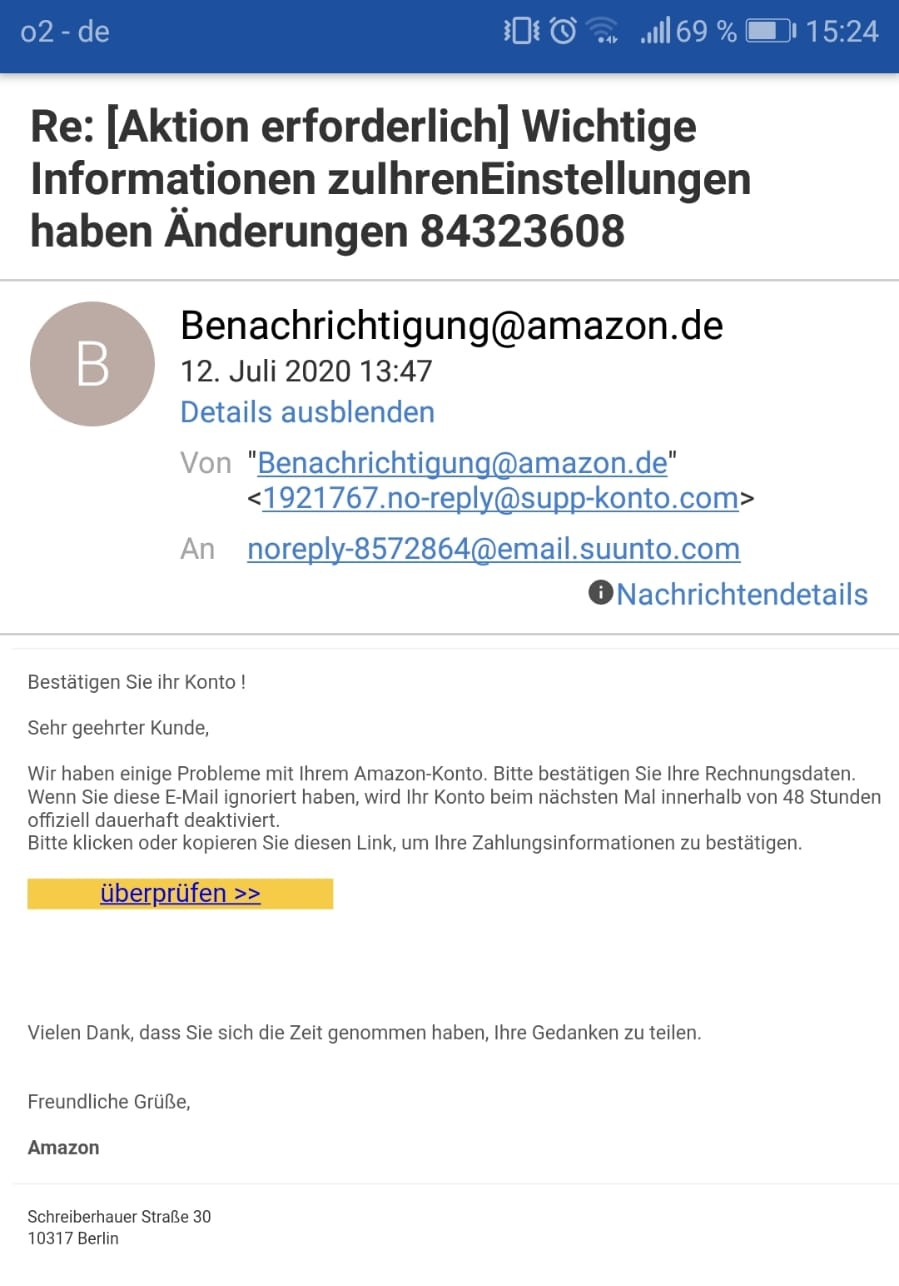 o2 - de 69 % 15:24
Re: [Aktion erforderlich] Wichtige
Informationen zuIhrenEinstellungen
haben Änderungen 84323608
B
Benachrichtigung@amazon.de
12. Juli 2020 13:47
Details ausblenden
Von "Benachrichtigung@amazon.de"
<1921767.no-reply@supp-konto.com>
An noreply-8572864@email.suunto.com
Nachrichtendetails
Bestätigen Sie ihr Konto !
Sehr geehrter Kunde,
Wir haben einige Probleme mit Ihrem Amazon-Konto. Bitte bestätigen Sie Ihre Rechnungsdaten.
Wenn Sie diese E-Mail ignoriert haben, wird Ihr Konto beim nächsten Mal innerhalb von 48 Stunden
offiziell dauerhaft deaktiviert.
Bitte klicken oder kopieren Sie diesen Link, um Ihre Zahlungsinformationen zu bestätigen.
überprüfen >>
Vielen Dank, dass Sie sich die Zeit genommen haben, Ihre Gedanken zu teilen.
Freundliche Grüße,
Amazon
Schreiberhauer Straße 30
10317 Berlin